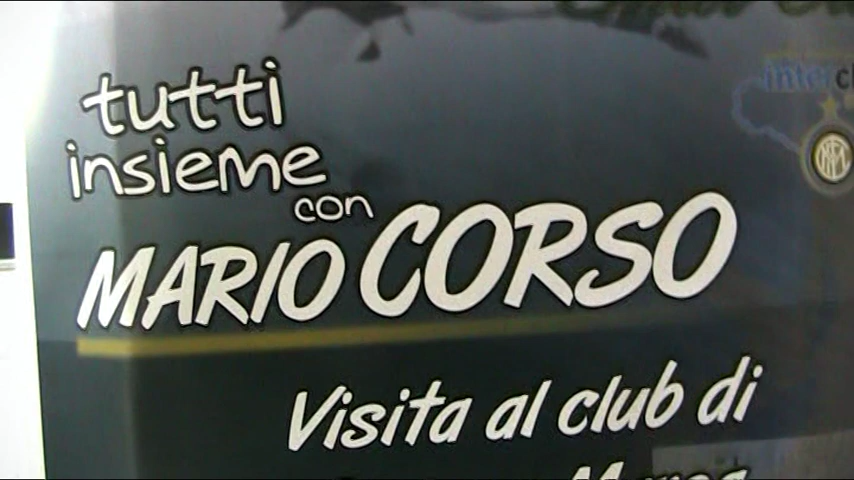 tutti
insieme
con
MARIO CORSO
Visita al club di